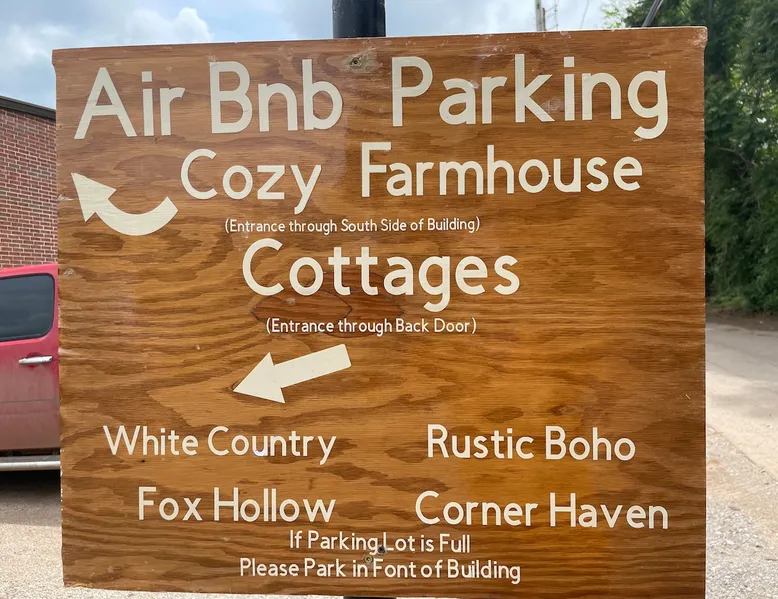 Air Bnb Parking
Cozy Farmhouse
(Entrance through South Side of Building)
Cottages
(Entrance through Back Door)
White Country Rustic Boho
Fox Hollow Corner Haven
If Parking Lot is Full
Please Park in Font of Building